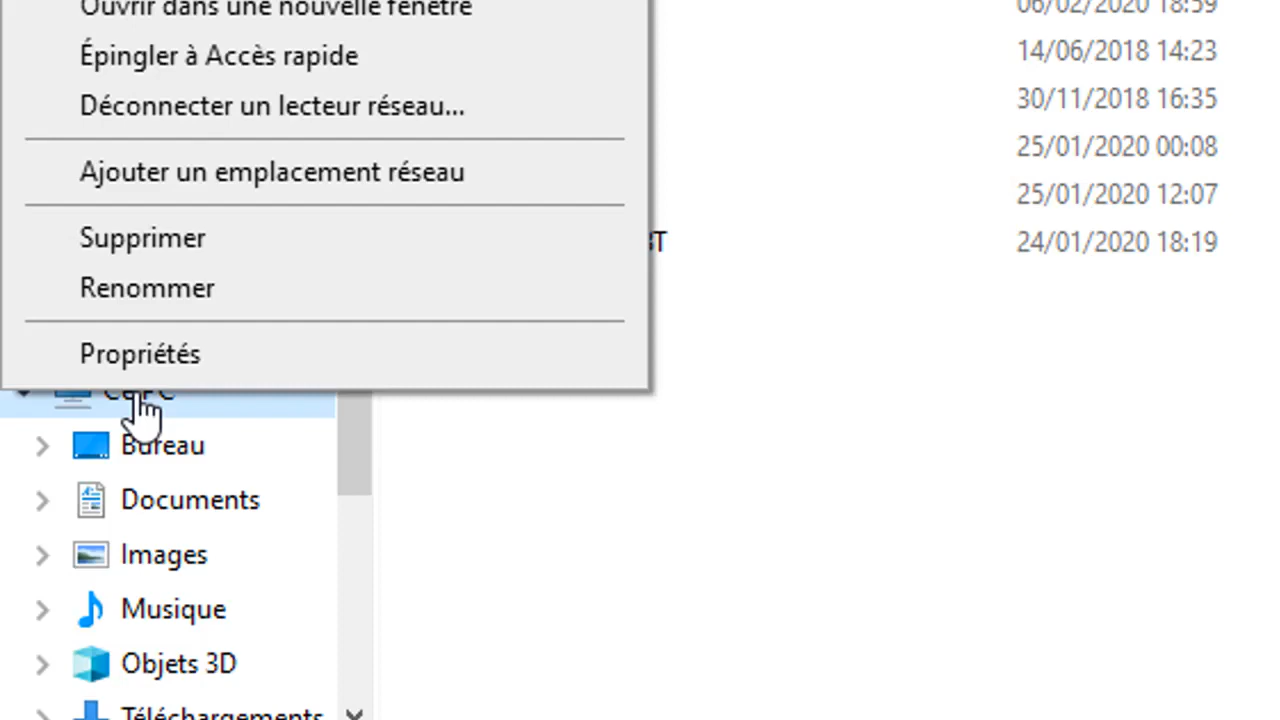 Ouvrir dans une nouvelle fenêtre
Épingler à Accès rapide
Déconnecter un lecteur réseau...
Ajouter un emplacement réseau
Supprimer
Renommer
Propriétés
Ce PC
Bureau
Documents
Images
Musique
Objets 3D
Téléchargements
06/02/2020 18:59
14/06/2018 14:23
30/11/2018 16:35
25/01/2020 00:08
25/01/2020 12:07
24/01/2020 18:19